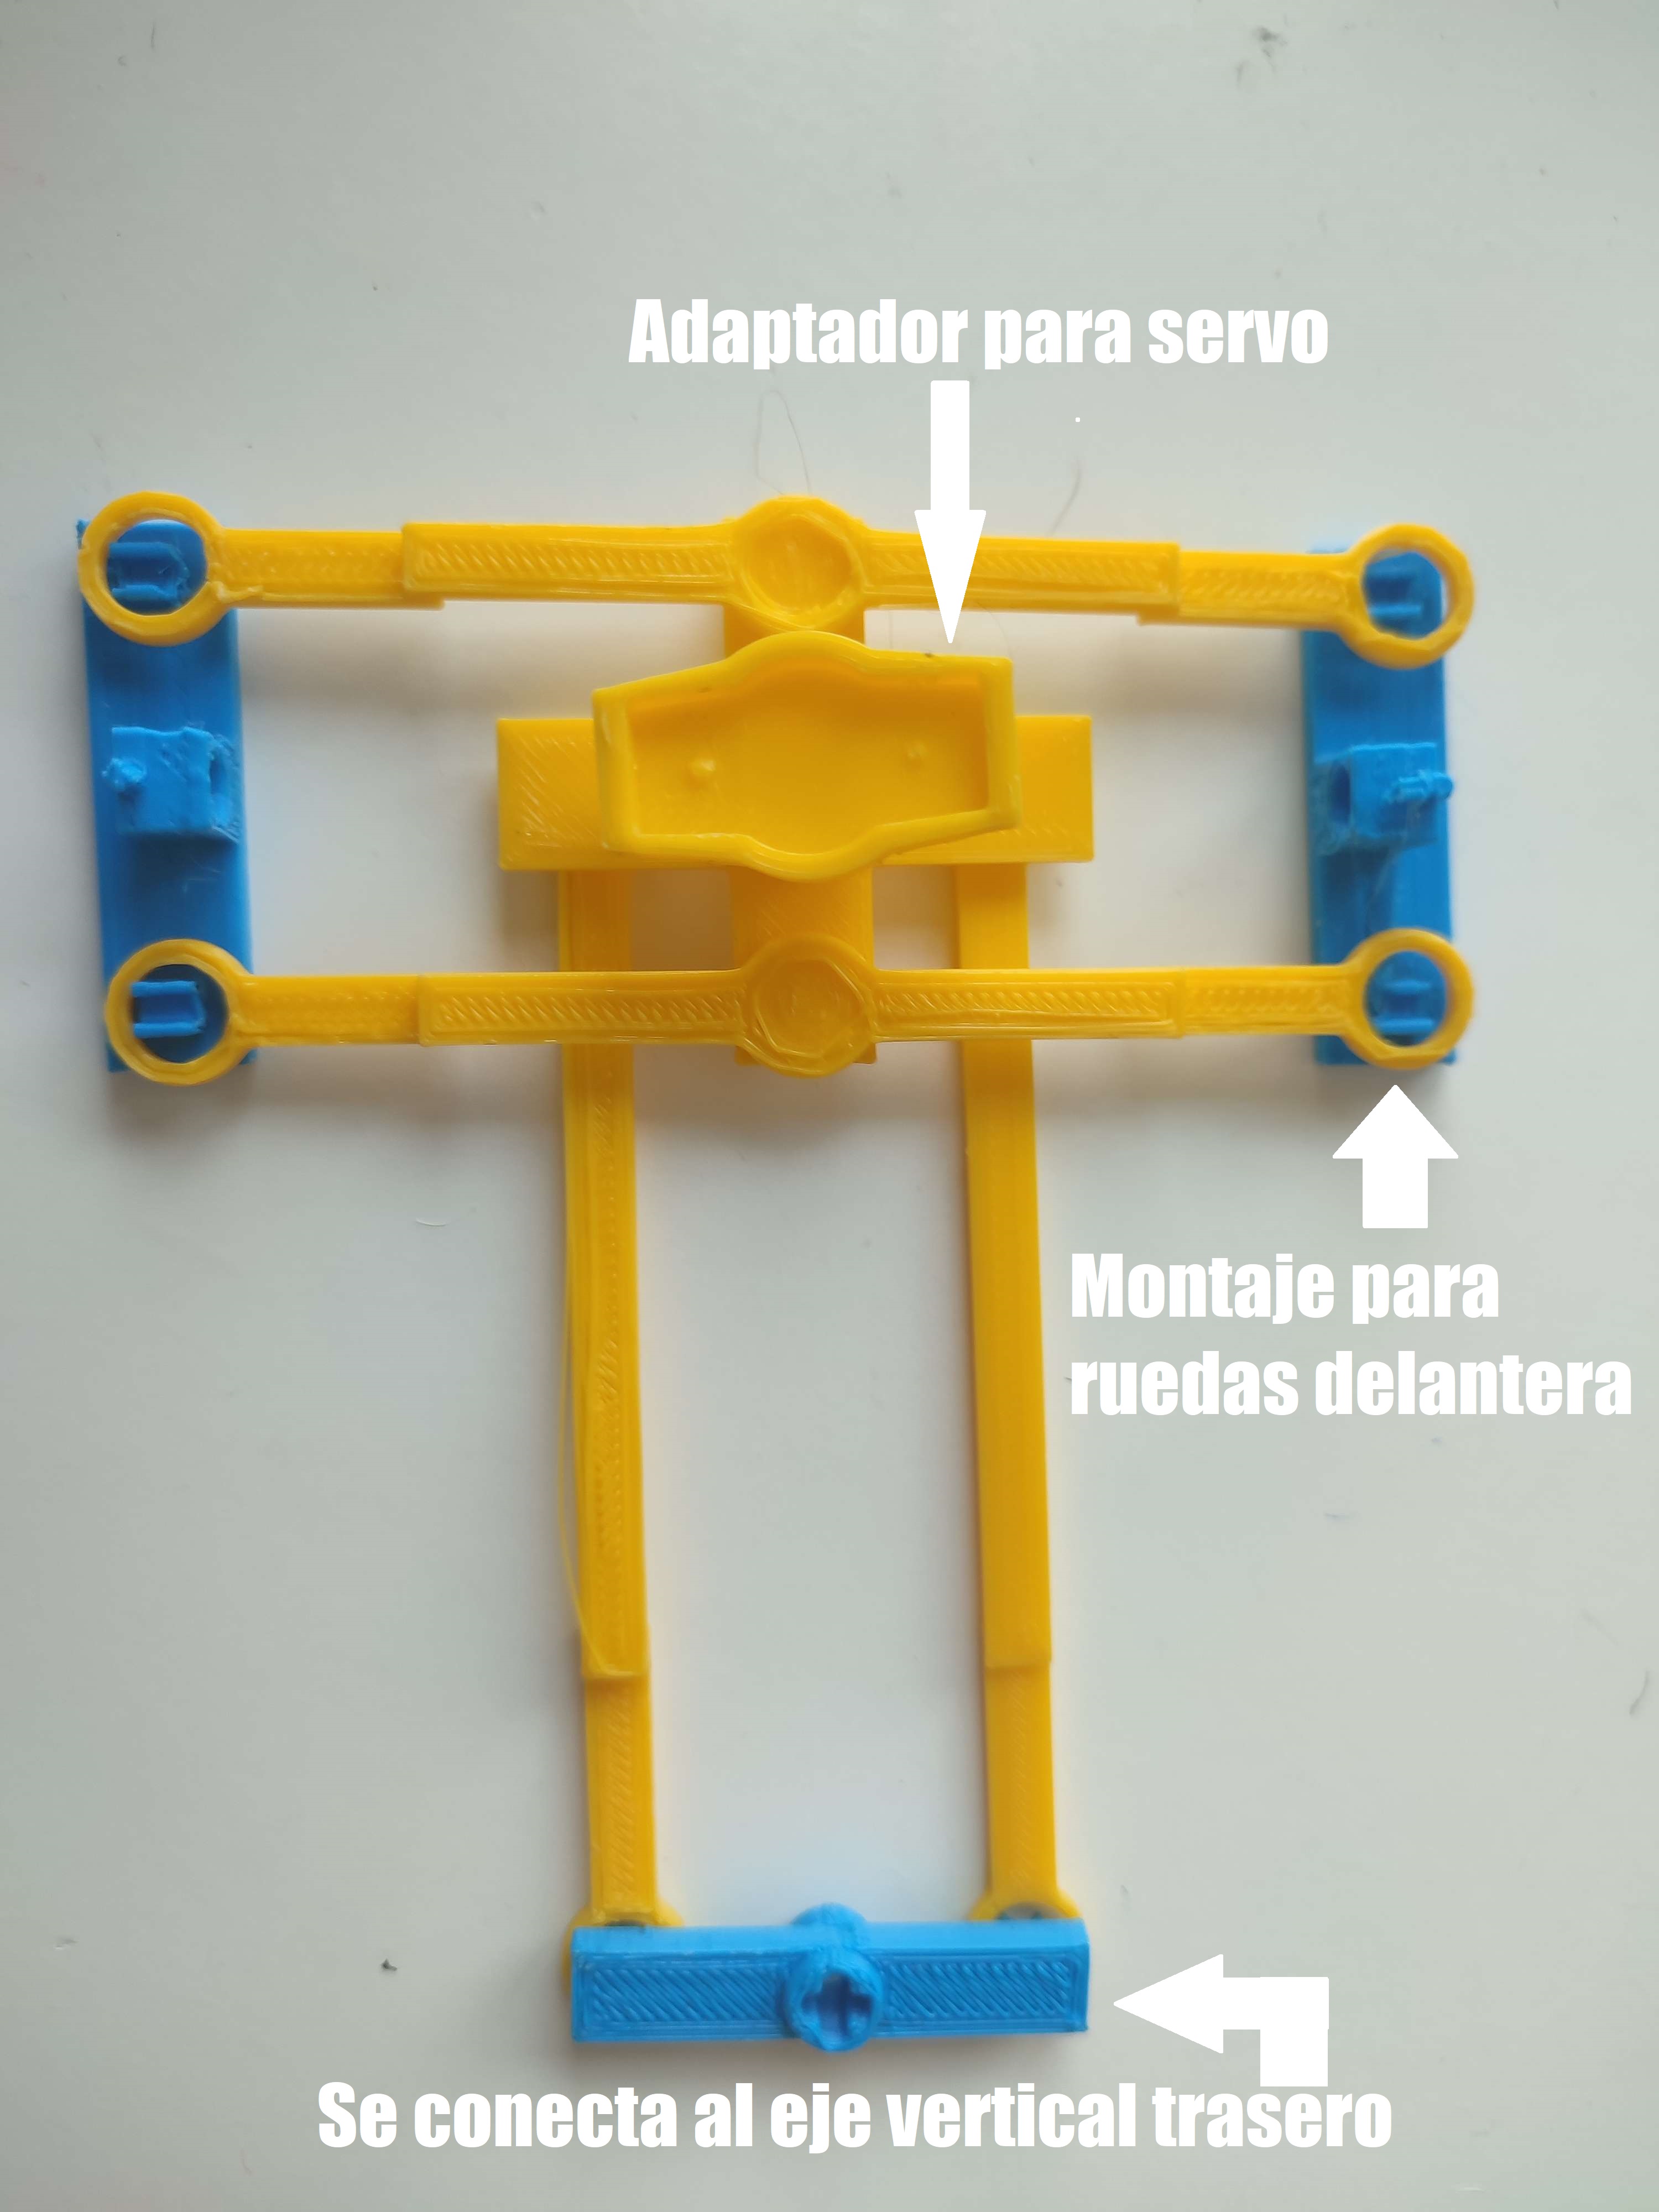 Adaptador para servo
Montaje para
ruedas delantera
Se conecta al eje vertical trasero